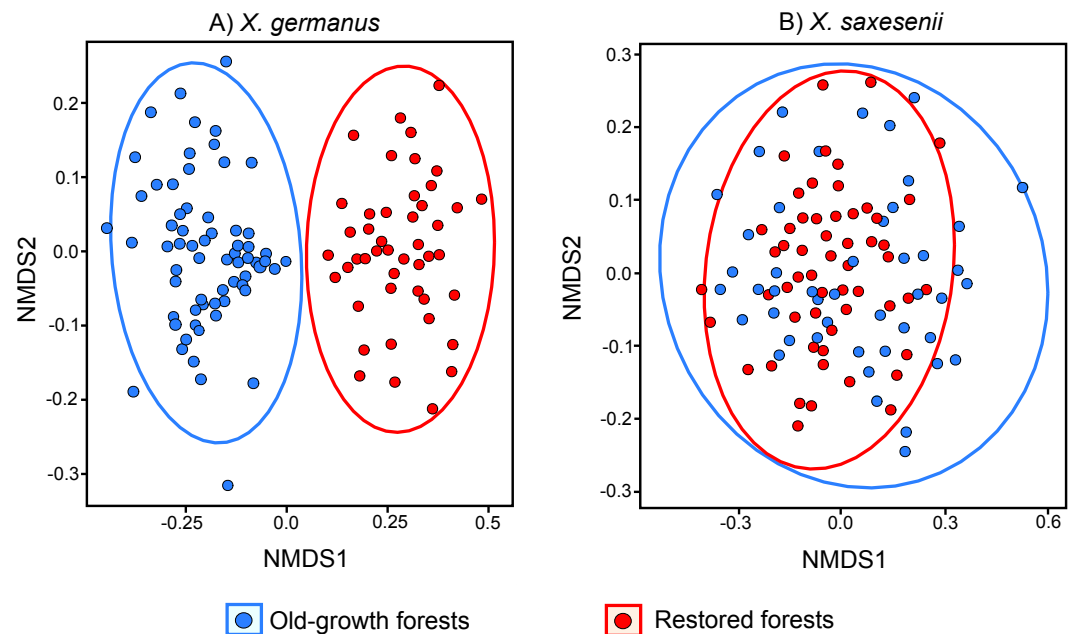 A) X. germanus
B) X. saxesenii
0.2
0.1
0.0
-0.1
-0.2
-0.3
NMDS2
-0.25
0.0
0.25
0.5
NMDS1
0.3
0.2
0.1
0.0
-0.1
-0.2
-0.3
NMDS2
-0.3
0.0
0.3
0.6
NMDS1
Old-growth forests
Restored forests